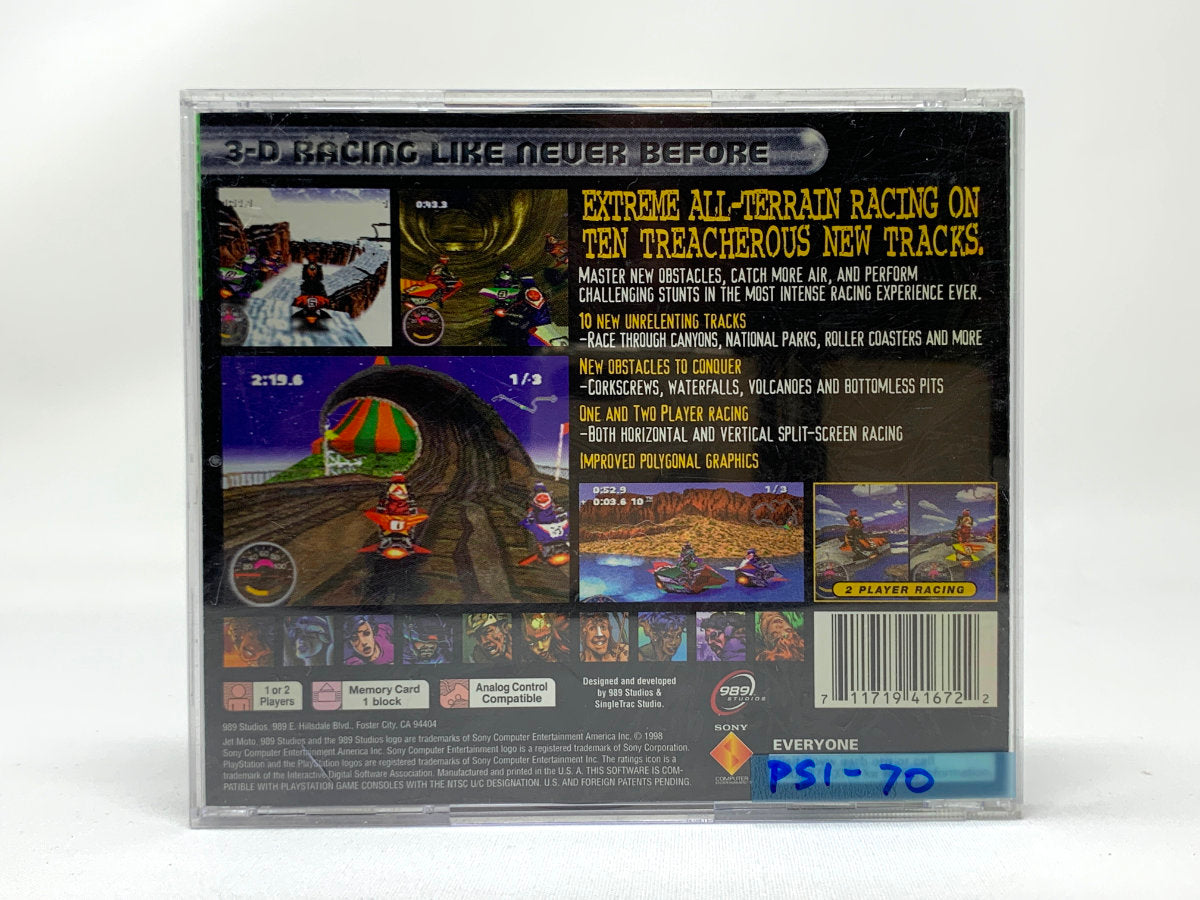 3-D RACING LIKE NEVER BEFORE
0:43.3
EXTREME ALL-TERRAIN RACING ON
TEN TREACHEROUS NEW TRACKS.
MASTER NEW OBSTACLES, CATCH MORE AIR, AND PERFORM
CHALLENGING STUNTS IN THE MOST INTENSE RACING EXPERIENCE EVER.
10 NEW UNRELENTING TRACKS
-RACE THROUGH CANYONS, NATIONAL PARKS, ROLLER COASTERS AND MORE
NEW OBSTACLES TO CONQUER
-CORKSCREWS, WATERFALLS, VOLCANOES AND BOTTOMLESS PITS
ONE AND TWO PLAYER RACING
-BOTH HORIZONTAL AND VERTICAL SPLIT-SCREEN RACING
IMPROVED POLYGONAL GRAPHICS
2:19.6
1/3
0:52.9
1/3
+ 0:03.6 10TH
2 PLAYER RACING
1 or 2
Players
Memory Card
1 block
Analog Control
Compatible
Designed and developed
by 989 Studios &
SingleTrac Studio.
989
STUDIOS
7 11719 41672 2
SONY
COMPUTER
ENTERTAINMENT
989 Studios, 989 E. Hillsdale Blvd., Foster City, CA 94404
Jet Moto, 989 Studios and the 989 Studios logo are trademarks of Sony Computer Entertainment America Inc. © 1998
Sony Computer Entertainment America Inc. Sony Computer Entertainment logo is a registered trademark of Sony Corporation.
PlayStation and the PlayStation logos are registered trademarks of Sony Computer Entertainment Inc. The ratings icon is a
trademark of the Interactive Digital Software Association. Manufactured and printed in the U.S. A. THIS SOFTWARE IS COM-
PATIBLE WITH PLAYSTATION GAME CONSOLES WITH THE NTSC U/C DESIGNATION. U.S. AND FOREIGN PATENTS PENDING.
EVERYONE
PS1-70